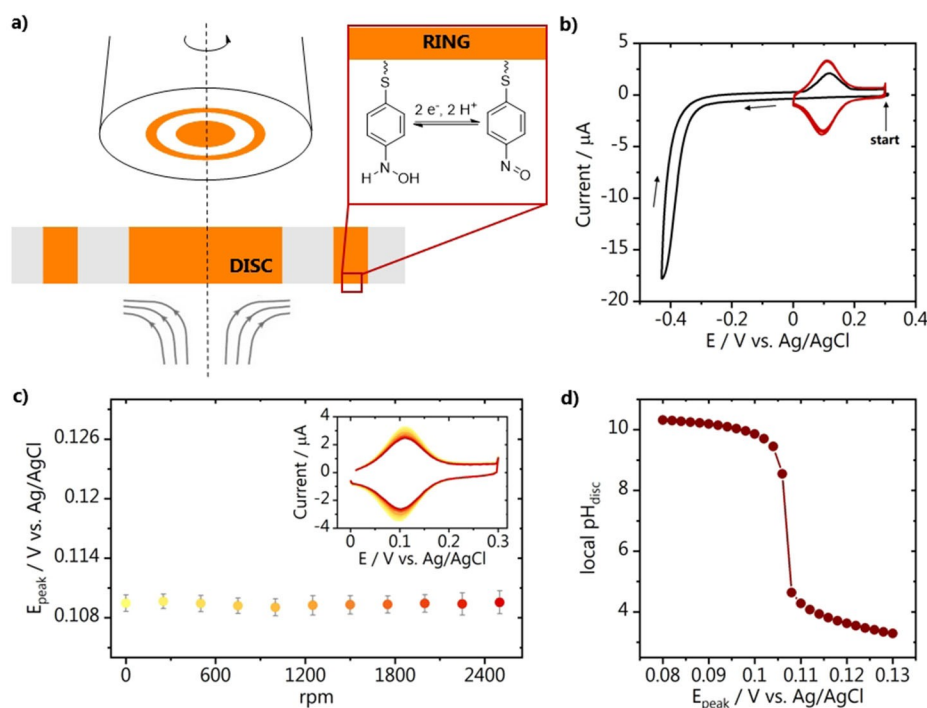 a)
RING
S
S
2 e⁻, 2 H⁺
H N OH
N O
DISC
b)
5
0
-5
-10
-15
-20
Current / µA
start
-0.4 -0.2 0 0.2 0.4
E / V vs. Ag/AgCl
c)
0.126
0.12
0.114
0.108
E_peak / V vs. Ag/AgCl
4
2
0
-2
-4
Current / µA
0 0.1 0.2 0.3
E / V vs. Ag/AgCl
0 600 1200 1800 2400
rpm
d)
10
8
6
4
local pH_disc
0.08 0.09 0.1 0.11 0.12 0.13
E_peak / V vs. Ag/AgCl